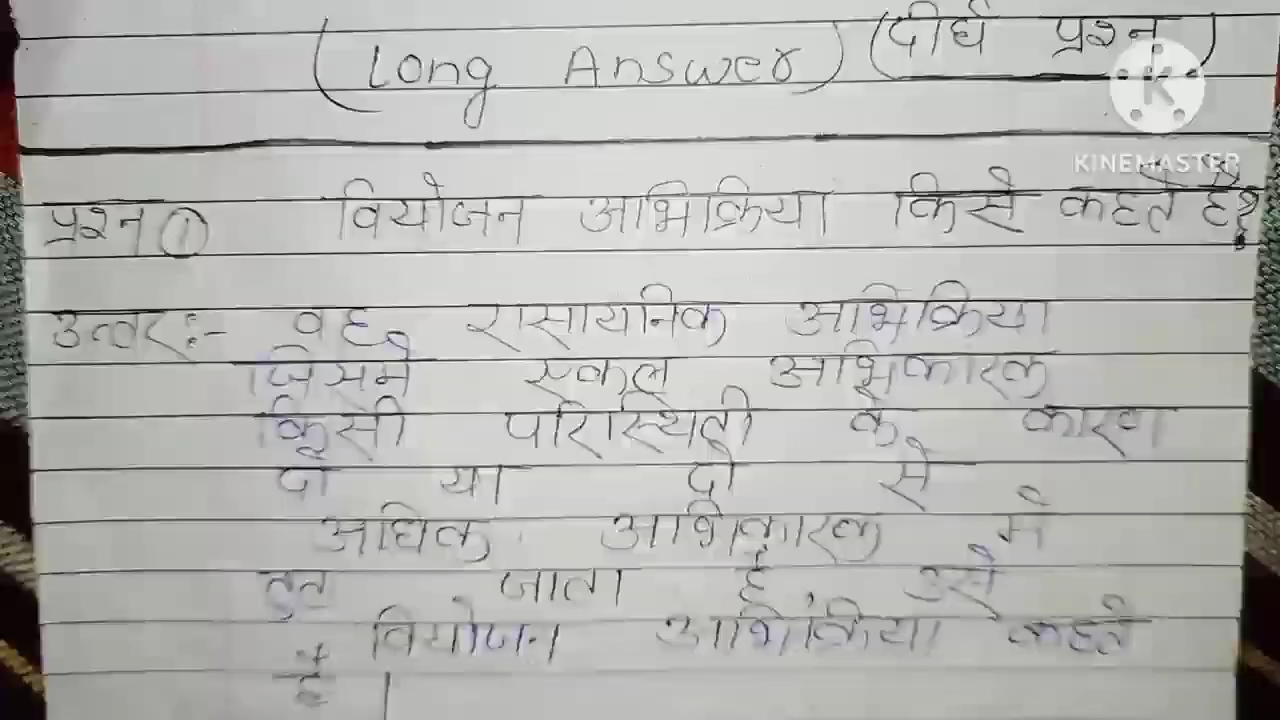 (Long Answer) (दीर्घ प्रश्न)
KINEMASTER
प्रश्न ① वियोजन अभिक्रिया किसे कहते है?
उत्तर:- वह रासायनिक अभिक्रिया
जिसमे एकल अभिकारक
किसी परिस्थिती के कारण
दो या दो से
अधिक अभिकारक में
टुट जाता है उसे
वियोजन अभिक्रिया कहते
हैं |